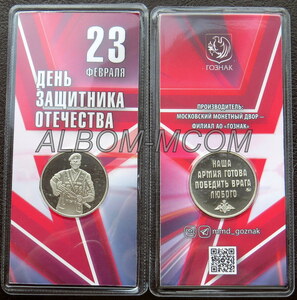 23
ФЕВРАЛЯ
ДЕНЬ
ЗАЩИТНИКА
ОТЕЧЕСТВА
ГОЗНАК
ПРОИЗВОДИТЕЛЬ:
МОСКОВСКИЙ МОНЕТНЫЙ ДВОР –
ФИЛИАЛ АО «ГОЗНАК».
ALBOM-MCOM
НАША
АРМИЯ ГОТОВА
ПОБЕДИТЬ ВРАГА
ЛЮБОГО
mmd_goznak